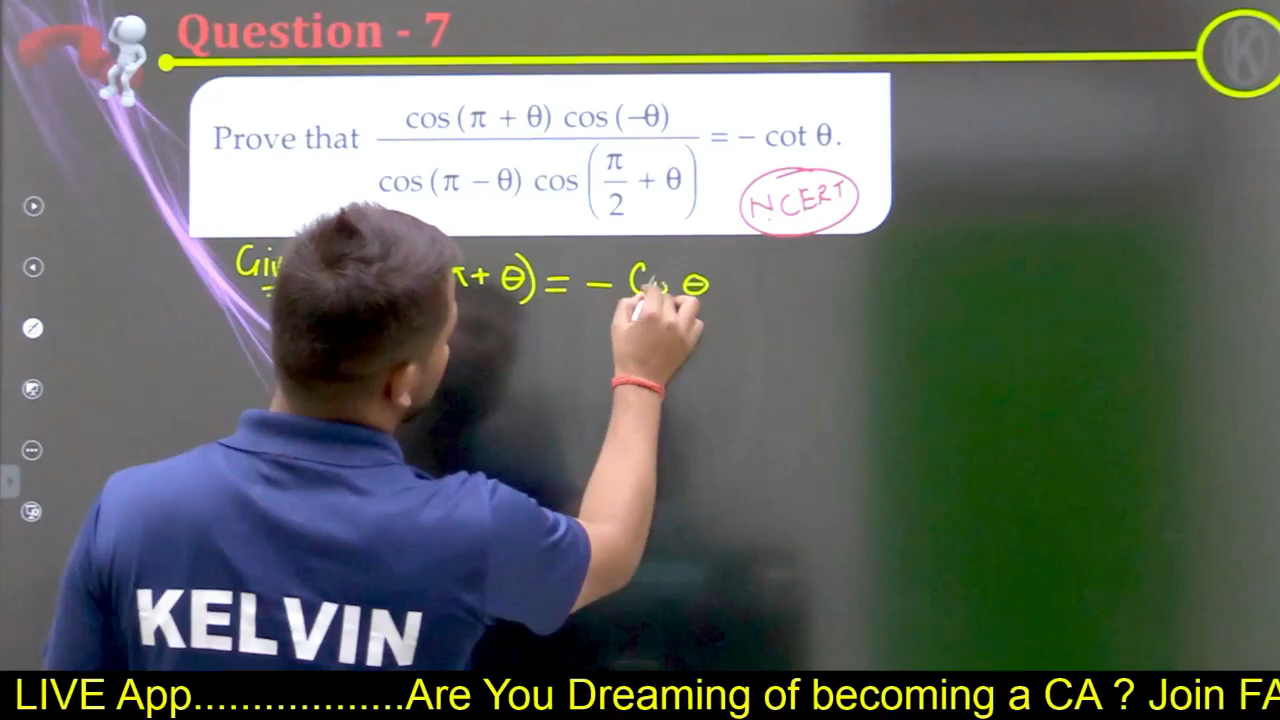 Question - 7
Prove that cos (π + θ) cos (-θ) / cos (π - θ) cos (π/2 + θ) = - cot θ.
NCERT
π + θ) = - θ
K
KELVIN
LIVE App..................Are You Dreaming of becoming a CA ? Join